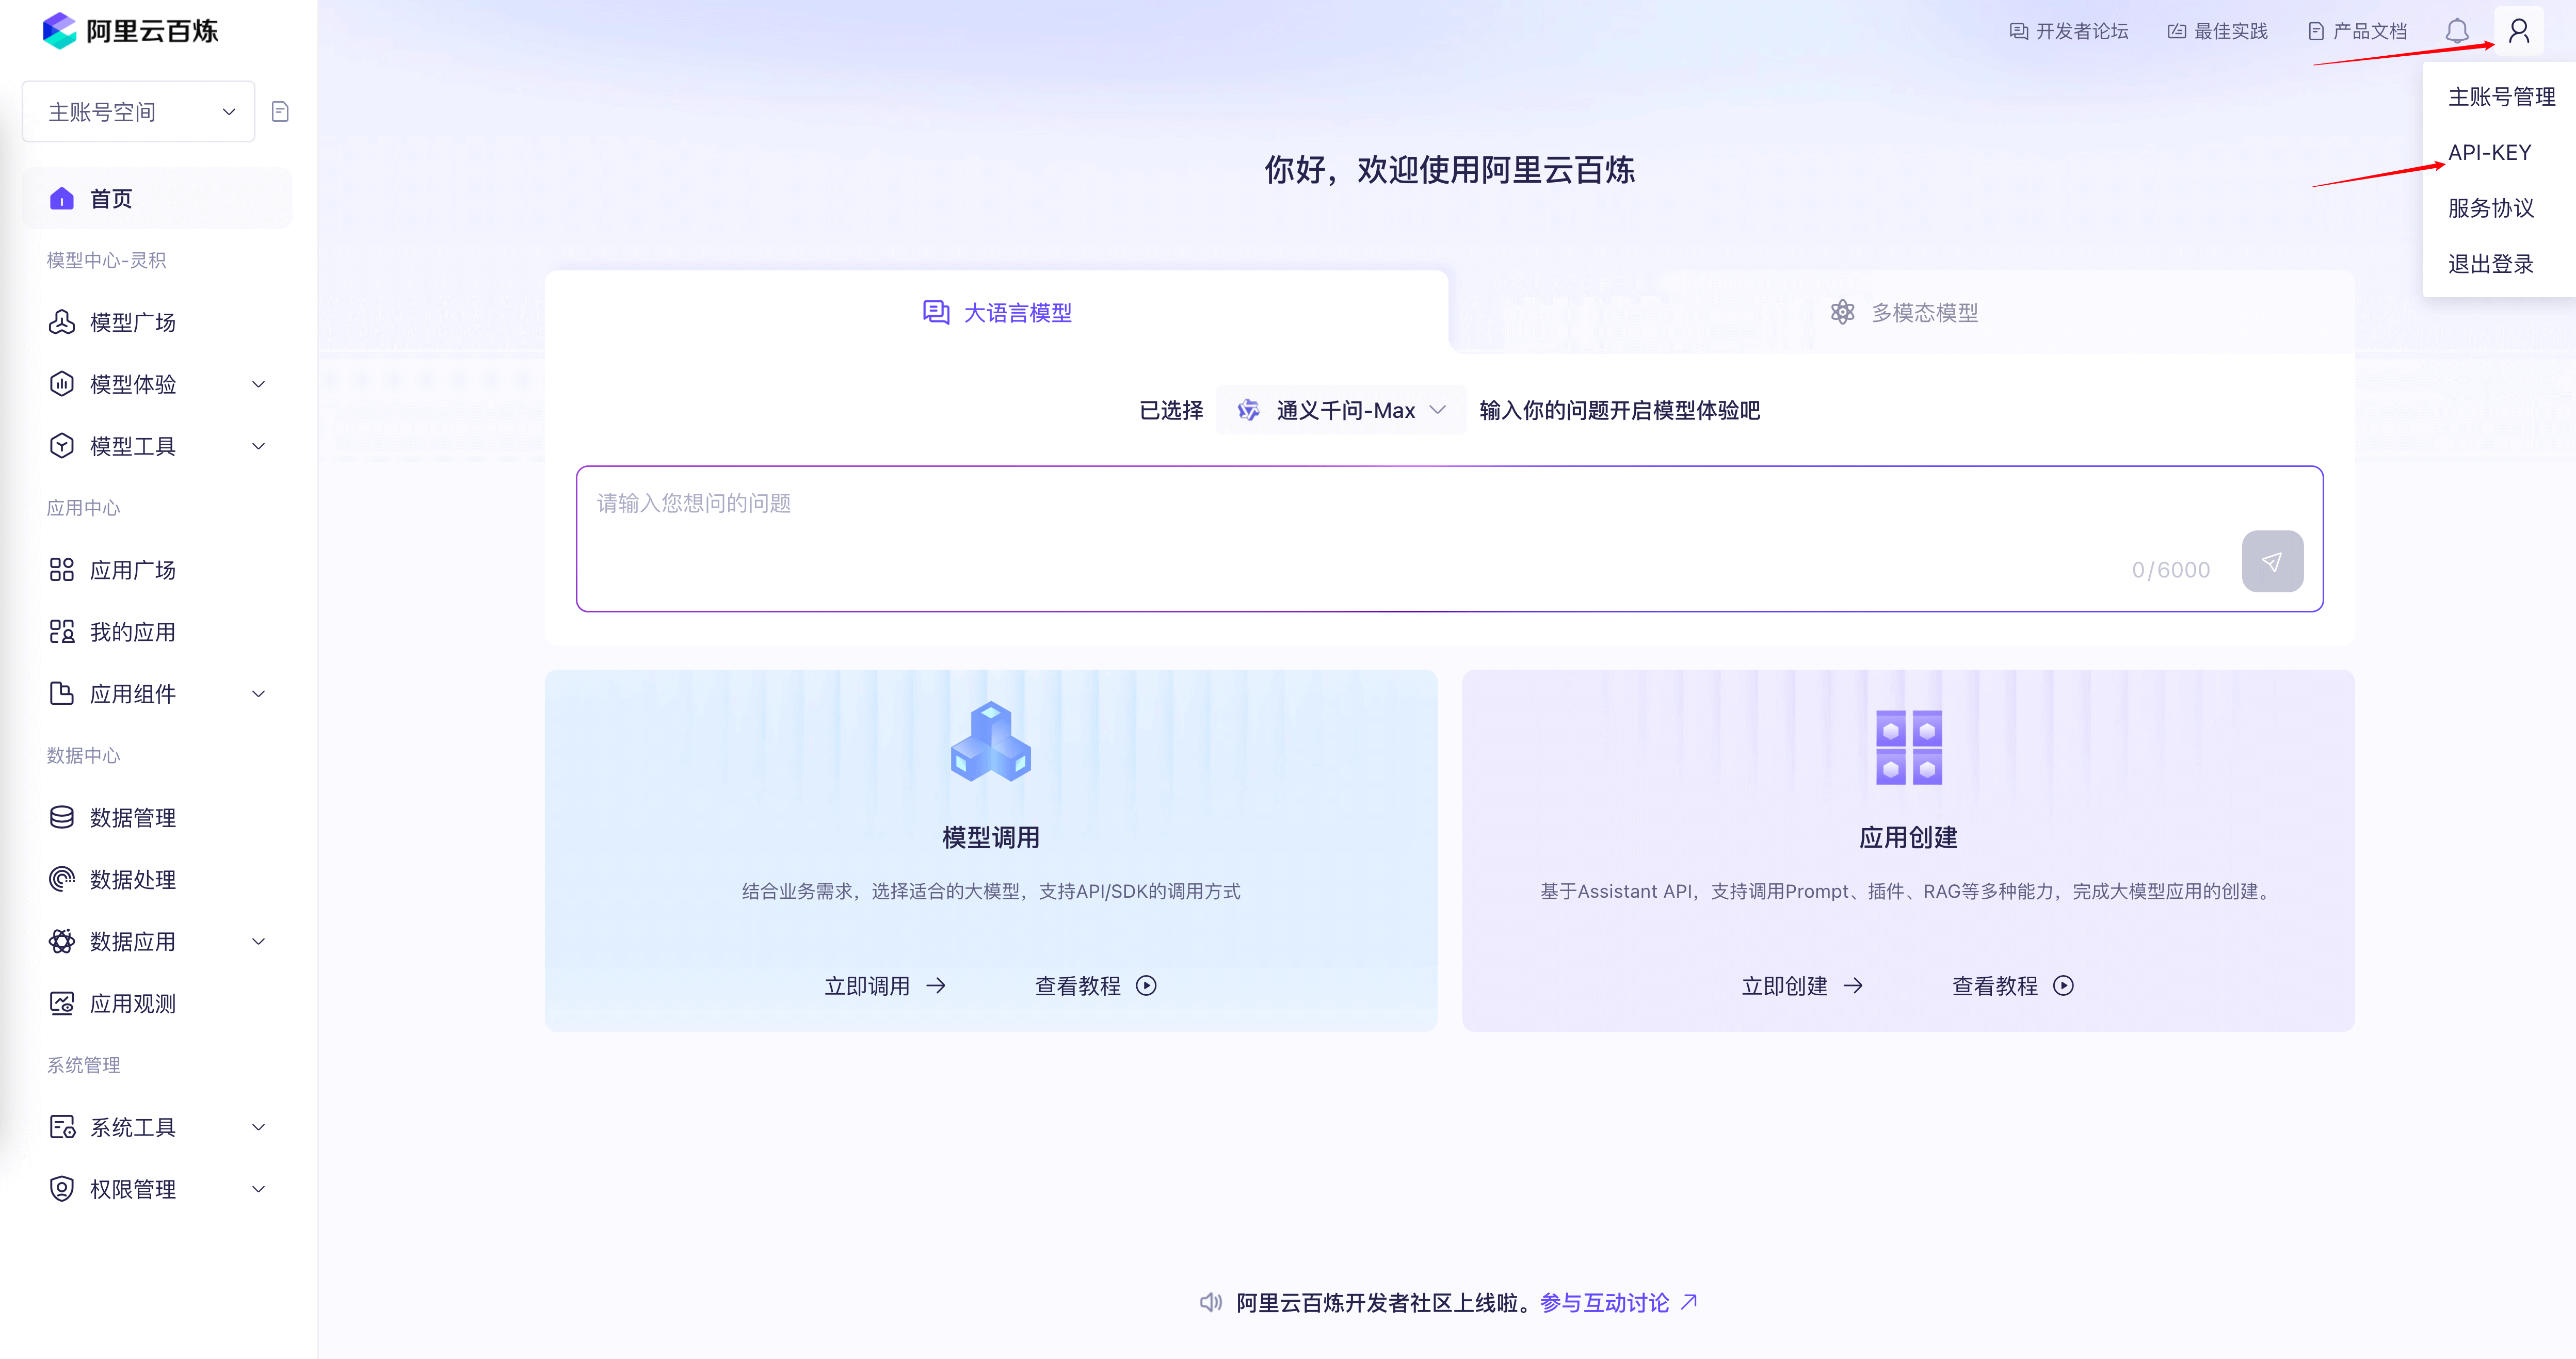 阿里云百炼
开发者论坛
最佳实践
产品文档
主账号空间
首页
模型中心-灵积
模型广场
模型体验
模型工具
应用中心
应用广场
我的应用
应用组件
数据中心
数据管理
数据处理
数据应用
应用观测
系统管理
系统工具
权限管理
主账号管理
API-KEY
服务协议
退出登录
你好，欢迎使用阿里云百炼
大语言模型
多模态模型
已选择 通义千问-Max 输入你的问题开启模型体验吧
请输入您想问的问题
0/6000
模型调用
结合业务需求，选择适合的大模型，支持API/SDK的调用方式
立即调用
查看教程
应用创建
基于Assistant API，支持调用Prompt、插件、RAG等多种能力，完成大模型应用的创建。
立即创建
查看教程
阿里云百炼开发者社区上线啦。参与互动讨论